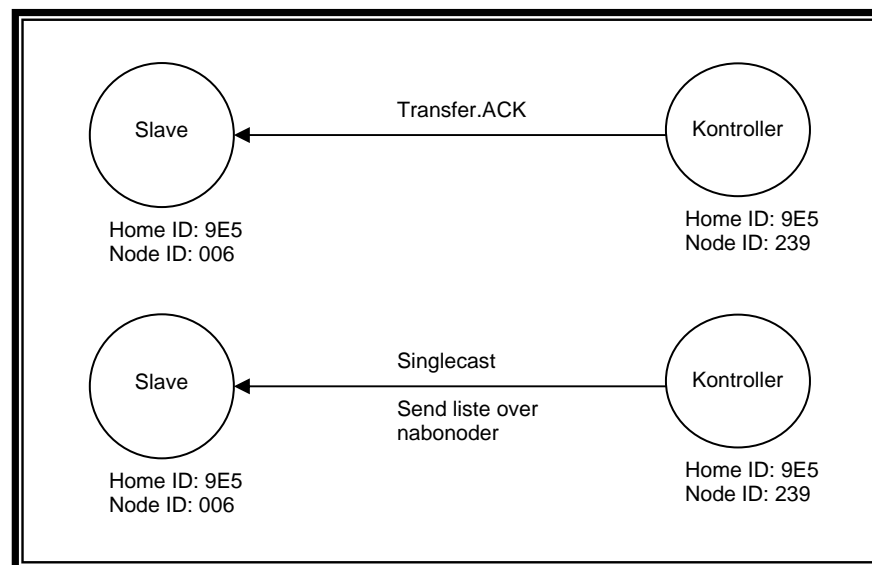 Transfer.ACK
Slave
Kontroller
Home ID: 9E5
Node ID: 006
Home ID: 9E5
Node ID: 239
Singlecast
Slave
Kontroller
Send liste over
nabonoder
Home ID: 9E5
Node ID: 006
Home ID: 9E5
Node ID: 239